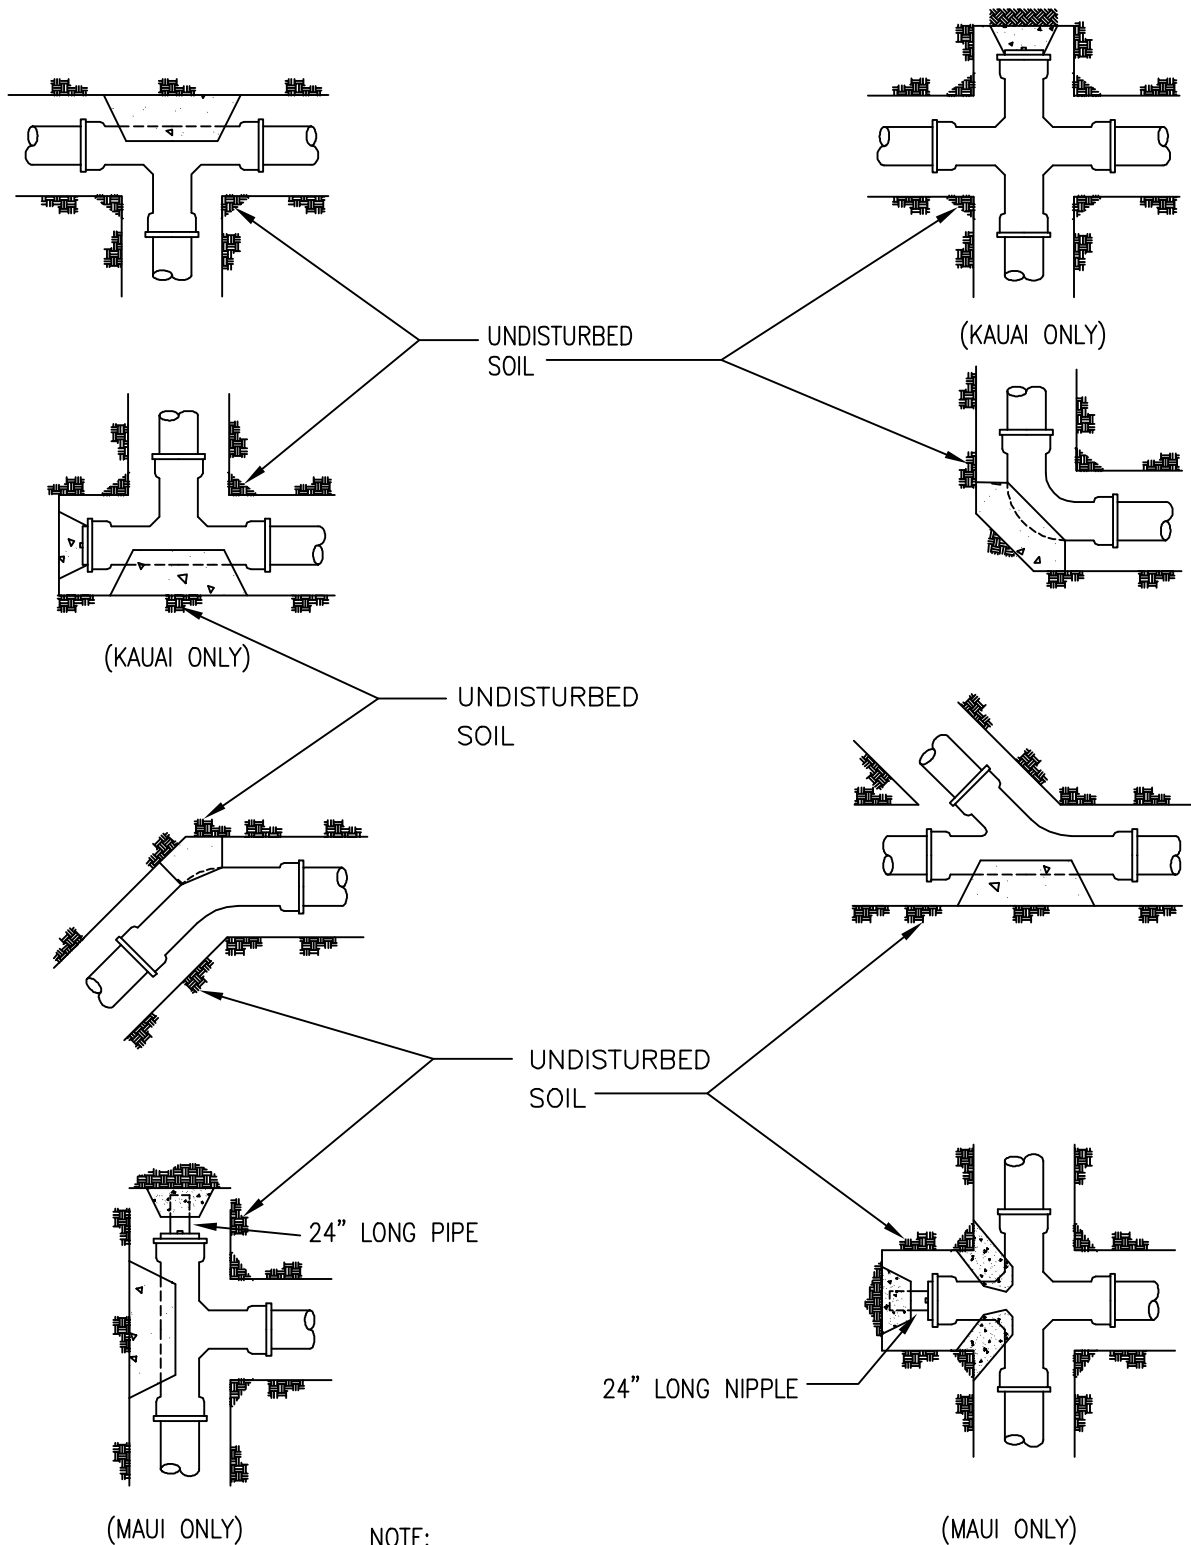 UNDISTURBED
SOIL
(KAUAI ONLY)
(KAUAI ONLY)
UNDISTURBED
SOIL
UNDISTURBED
SOIL
24" LONG PIPE
24" LONG NIPPLE
(MAUI ONLY)
NOTE:
(MAUI ONLY)